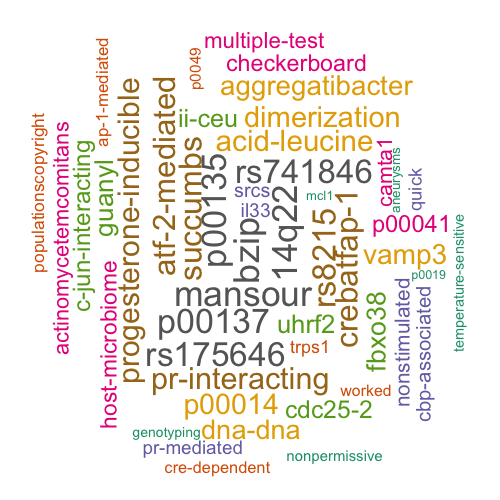 multiple-test
checkerboard
aggregatibacter
ii-ceu
dimerization
acid-leucine
rs741846
srcs
il33
mcl1
p00041
vamp3
p0019
mansour
p00137
uhrf2
rs175646
trps1
pr-interacting
worked
p00014
cdc25-2
genotyping
dna-dna
pr-mediated
nonpermissive
cre-dependent
populationscopyright
actinomycetemcomitans
c-jun-interacting
ap-1-mediated
guanyl
host-microbiome
progesterone-inducible
atf-2-mediated
succumbs
p0049
p00135
bzip
14q22
rs8215
crebatfap-1
fbxo38
camta1
aneurysms
quick
nonstimulated
cbp-associated
temperature-sensitive